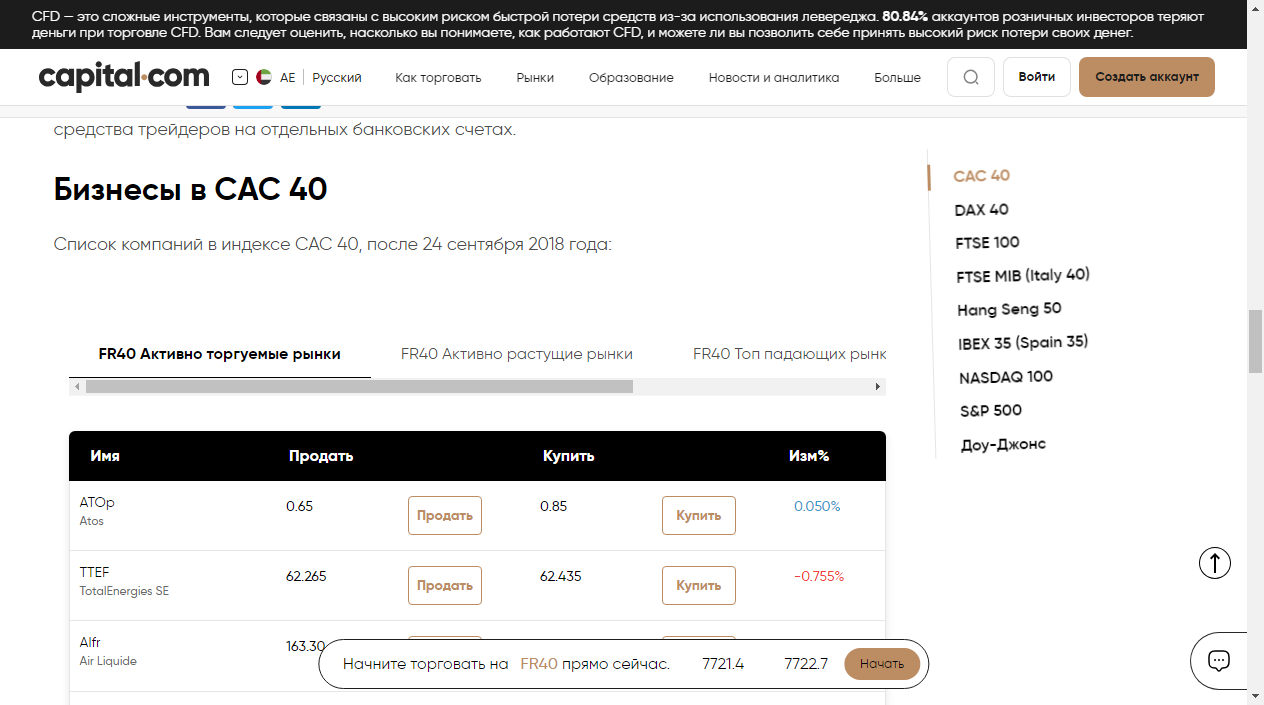 CFD — это сложные инструменты, которые связаны с высоким риском быстрой потери средств из-за использования левереджа. 80.84% аккаунтов розничных инвесторов теряют
деньги при торговле CFD. Вам следует оценить, насколько вы понимаете, как работают CFD, и можете ли вы позволить себе принять высокий риск потери своих денег.
capital.com AE Русский Как торговать Рынки Образование Новости и аналитика Больше Войти Создать аккаунт
средства трейдеров на отдельных банковских счетах.
Бизнесы в CAC 40
Список компаний в индексе CAC 40, после 24 сентября 2018 года:
FR40 Активно торгуемые рынки FR40 Активно растущие рынки FR40 Топ падающих рынк
Имя Продать Купить Изм%
ATOp 0.65 Продать 0.85 Купить 0.050%
Atos
TTEF 62.265 Продать 62.435 Купить -0.755%
TotalEnergies SE
AIfr 163.30
Air Liquide
Начните торговать на FR40 прямо сейчас. 7721.4 7722.7 Начать
CAC 40
DAX 40
FTSE 100
FTSE MIB (Italy 40)
Hang Seng 50
IBEX 35 (Spain 35)
NASDAQ 100
S&P 500
Доу-Джонс